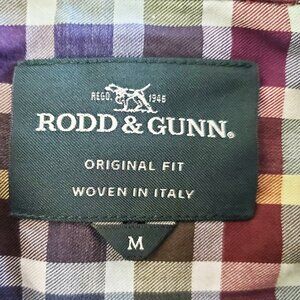 REGD. 1946
RODD & GUNN.
ORIGINAL FIT
WOVEN IN ITALY
M